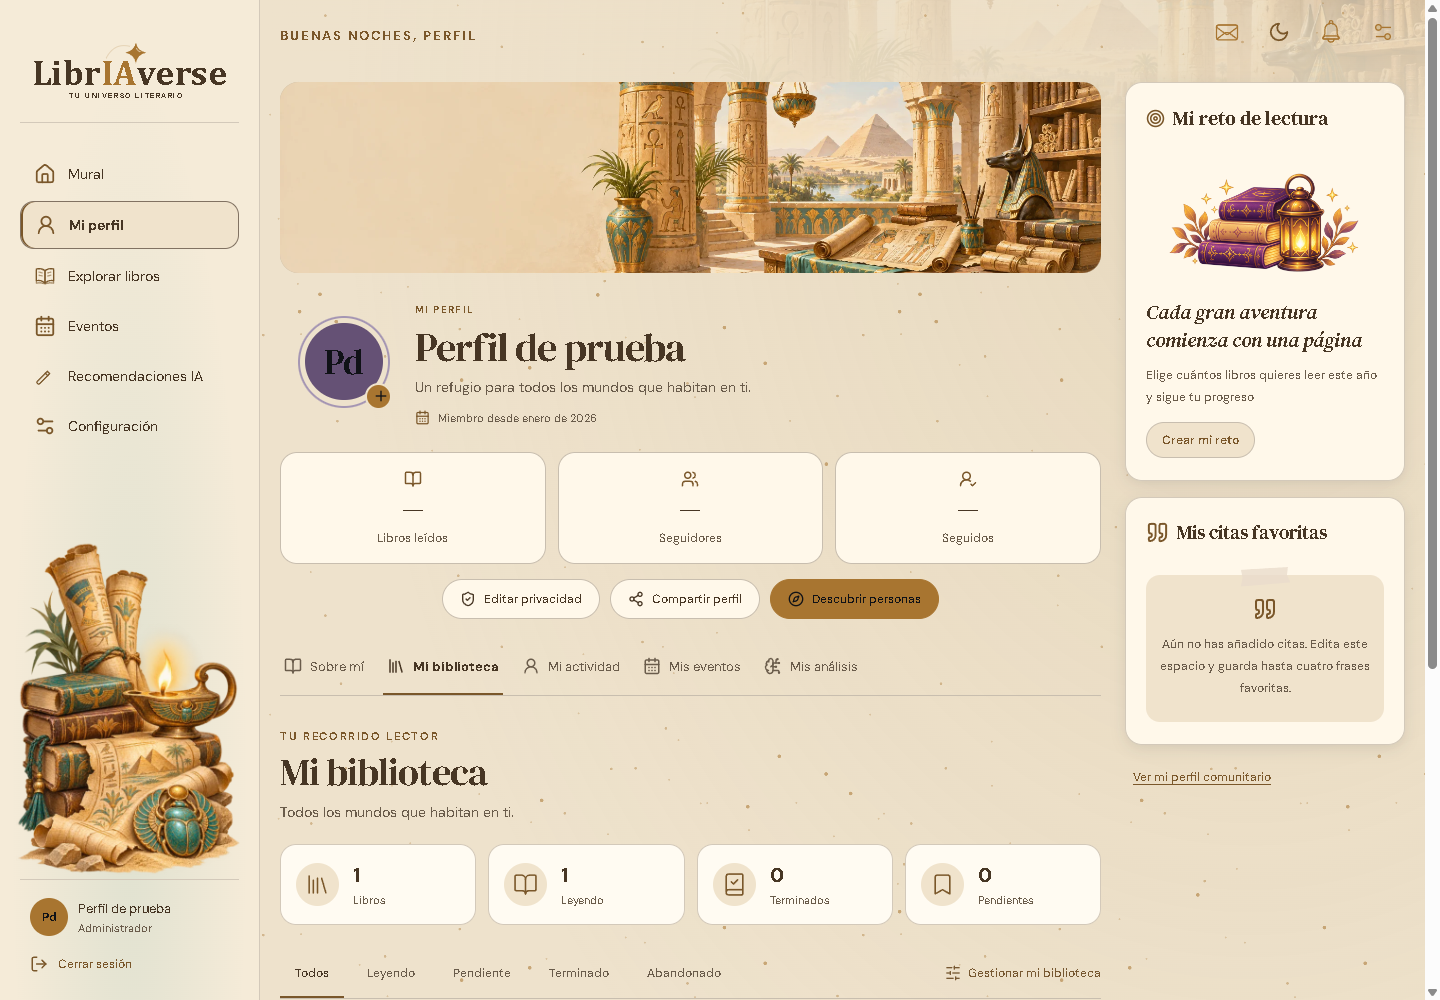 LibrIAverse
TU UNIVERSO LITERARIO
Mural
Mi perfil
Explorar libros
Eventos
Recomendaciones IA
Configuración
Pd
Perfil de prueba
Administrador
Cerrar sesión
BUENAS NOCHES, PERFIL
Pd
MI PERFIL
Perfil de prueba
Un refugio para todos los mundos que habitan en ti.
Miembro desde enero de 2026
—
Libros leídos
—
Seguidores
—
Seguidos
Editar privacidad
Compartir perfil
Descubrir personas
Sobre mí
Mi biblioteca
Mi actividad
Mis eventos
Mis análisis
TU RECORRIDO LECTOR
Mi biblioteca
Todos los mundos que habitan en ti.
1
Libros
1
Leyendo
0
Terminados
0
Pendientes
Todos
Leyendo
Pendiente
Terminado
Abandonado
Gestionar mi biblioteca
Mi reto de lectura
Cada gran aventura
comienza con una página
Elige cuántos libros quieres leer este año
y sigue tu progreso
Crear mi reto
Mis citas favoritas
Aún no has añadido citas. Edita este
espacio y guarda hasta cuatro frases
favoritas.
Ver mi perfil comunitario